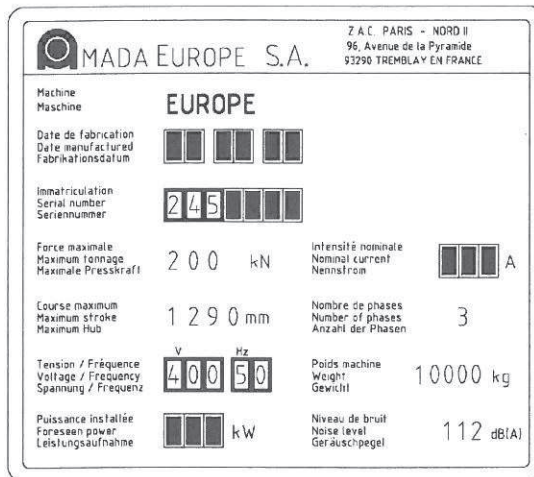 AMADA EUROPE S.A.
Z.A.C. PARIS - NORD II
96, Avenue de la Pyramide
93290 TREMBLAY EN FRANCE
Machine
Maschine
EUROPE
Date de fabrication
Date manufactured
Fabrikationsdatum
Immatriculation
Serial number
Seriennummer
245
Force maximale
Maximum tonnage
Maximale Presskraft
200 kN
Intensité nominale
Nominal current
Nennstrom
A
Course maximum
Maximum stroke
Maximum Hub
1290 mm
Nombre de phases
Number of phases
Anzahl der Phasen
3
Tension / Fréquence
Voltage / Frequency
Spannung / Frequenz
V Hz
400 50
Poids machine
Weight
Gewicht
10000 kg
Puissance installée
Foreseen power
Leistungsaufnahme
kW
Niveau de bruit
Noise level
Geräuschpegel
112 dB(A)